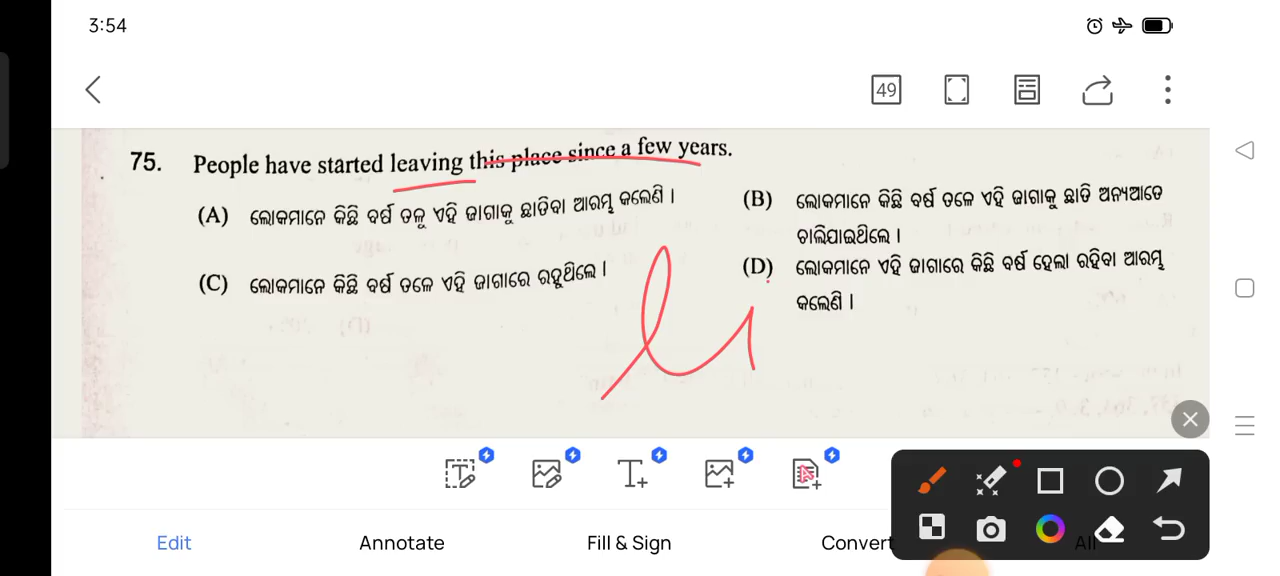 3:54
49
75. People have started leaving this place since a few years.
(A) ଲୋକମାନେ କିଛି ବର୍ଷ ତଳୁ ଏହି ଜାଗାକୁ ଛାଡିବା ଆରମ୍ଭ କଲେଣି ।
(B) ଲୋକମାନେ କିଛି ବର୍ଷ ତଳେ ଏହି ଜାଗାକୁ ଛାଡି ଅନ୍ୟଆଡେ
ଚାଲିଯାଇଥିଲେ ।
(C) ଲୋକମାନେ କିଛି ବର୍ଷ ତଳେ ଏହି ଜାଗାରେ ରହୁଥିଲେ ।
(D) ଲୋକମାନେ ଏହି ଜାଗାରେ କିଛି ବର୍ଷ ହେଲା ରହିବା ଆରମ୍ଭ
କଲେଣି ।
Edit Annotate Fill & Sign Convert All